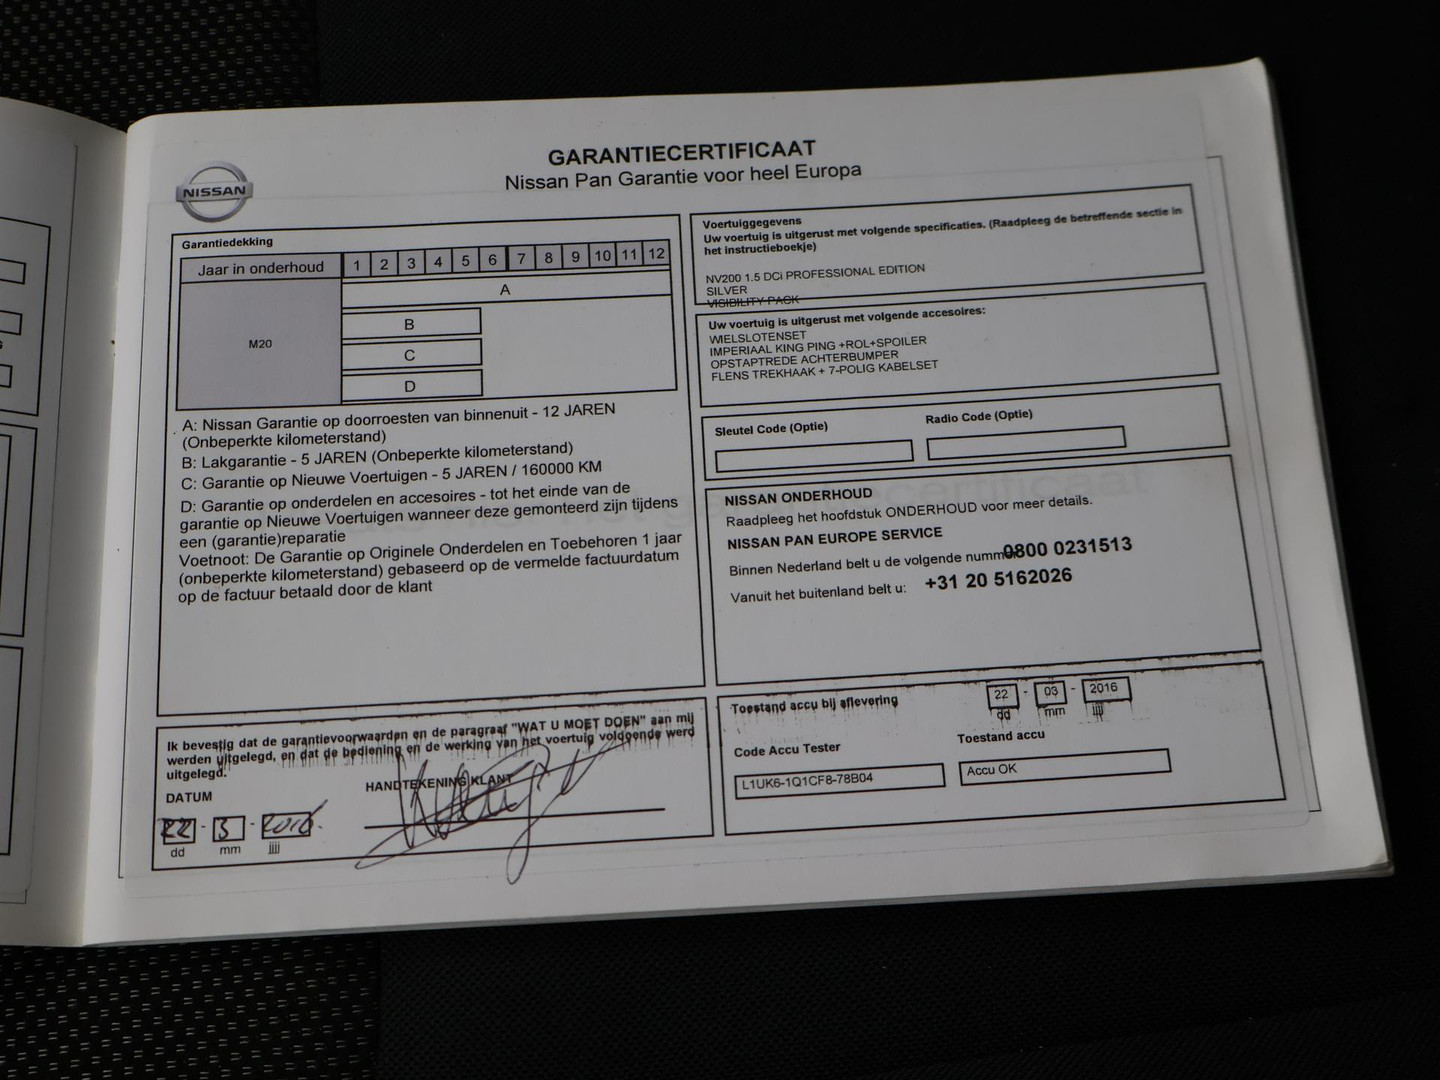 NISSAN
GARANTIECERTIFICAAT
Nissan Pan Garantie voor heel Europa
Garantiedekking
Jaar in onderhoud 1 2 3 4 5 6 7 8 9 10 11 12
A
M20
B
C
D
A: Nissan Garantie op doorroesten van binnenuit - 12 JAREN
(Onbeperkte kilometerstand)
B: Lakgarantie - 5 JAREN (Onbeperkte kilometerstand)
C: Garantie op Nieuwe Voertuigen - 5 JAREN / 160000 KM
D: Garantie op onderdelen en accesoires - tot het einde van de
garantie op Nieuwe Voertuigen wanneer deze gemonteerd zijn tijdens
een (garantie)reparatie
Voetnoot: De Garantie op Originele Onderdelen en Toebehoren 1 jaar
(onbeperkte kilometerstand) gebaseerd op de vermelde factuurdatum
op de factuur betaald door de klant
Ik bevestig dat de garantievoorwaarden en de paragraaf "WAT U MOET DOEN" aan mij
werden uitgelegd, en dat de bediening en de werking van het voertuig voldoende werd
uitgelegd.
DATUM
HANDTEKENING KLANT
22 - 3 - 2016
dd mm jjjj
Voertuiggegevens
Uw voertuig is uitgerust met volgende specificaties. (Raadpleeg de betreffende sectie in
het instructieboekje)
NV200 1.5 DCi PROFESSIONAL EDITION
SILVER
VISIBILITY PACK
Uw voertuig is uitgerust met volgende accesoires:
WIELSLOTENSET
IMPERIAAL KING PING +ROL+SPOILER
OPSTAPTREDE ACHTERBUMPER
FLENS TREKHAAK + 7-POLIG KABELSET
Sleutel Code (Optie)
Radio Code (Optie)
NISSAN ONDERHOUD
Raadpleeg het hoofdstuk ONDERHOUD voor meer details.
NISSAN PAN EUROPE SERVICE
Binnen Nederland belt u de volgende nummer 0800 0231513
Vanuit het buitenland belt u: +31 20 5162026
Toestand accu bij aflevering
22 - 03 - 2016
dd mm jjjj
Code Accu Tester
Toestand accu
L1UK6-1Q1CF8-78B04
Accu OK